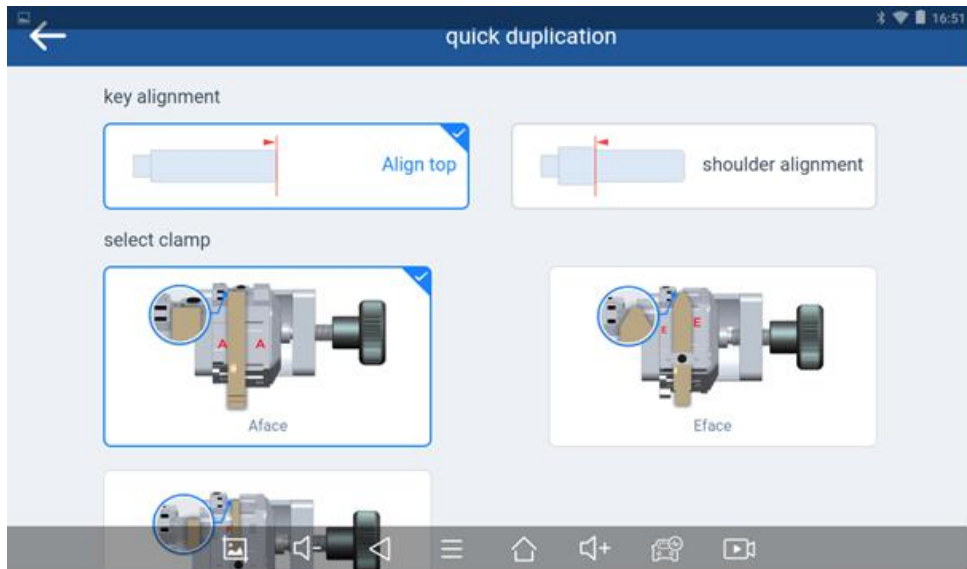 16:51
quick duplication
key alignment
Align top
shoulder alignment
select clamp
A A
E E
Aface
Eface